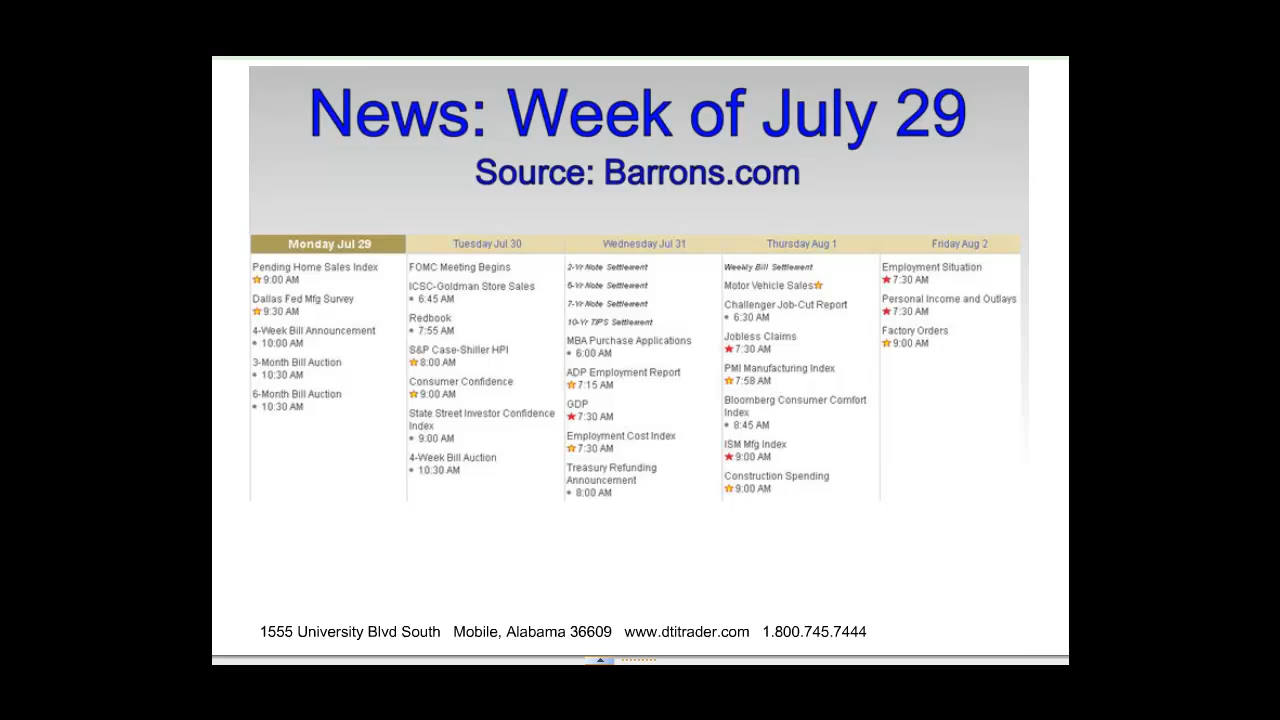 News: Week of July 29
Source: Barrons.com
Monday Jul 29
Pending Home Sales Index
9:00 AM
Dallas Fed Mfg Survey
9:30 AM
4-Week Bill Announcement
10:00 AM
3-Month Bill Auction
10:30 AM
6-Month Bill Auction
10:30 AM
Tuesday Jul 30
FOMC Meeting Begins
ICSC-Goldman Store Sales
6:45 AM
Redbook
7:55 AM
S&P Case-Shiller HPI
8:00 AM
Consumer Confidence
9:00 AM
State Street Investor Confidence
Index
9:00 AM
4-Week Bill Auction
10:30 AM
Wednesday Jul 31
2-Yr Note Settlement
5-Yr Note Settlement
7-Yr Note Settlement
10-Yr TIPS Settlement
MBA Purchase Applications
6:00 AM
ADP Employment Report
7:15 AM
GDP
7:30 AM
Employment Cost Index
7:30 AM
Treasury Refunding
Announcement
8:00 AM
Thursday Aug 1
Weekly Bill Settlement
Motor Vehicle Sales
Challenger Job-Cut Report
6:30 AM
Jobless Claims
7:30 AM
PMI Manufacturing Index
7:58 AM
Bloomberg Consumer Comfort
Index
8:45 AM
ISM Mfg Index
9:00 AM
Construction Spending
9:00 AM
Friday Aug 2
Employment Situation
7:30 AM
Personal Income and Outlays
7:30 AM
Factory Orders
9:00 AM
1555 University Blvd South Mobile, Alabama 36609 www.dtitrader.com 1.800.745.7444